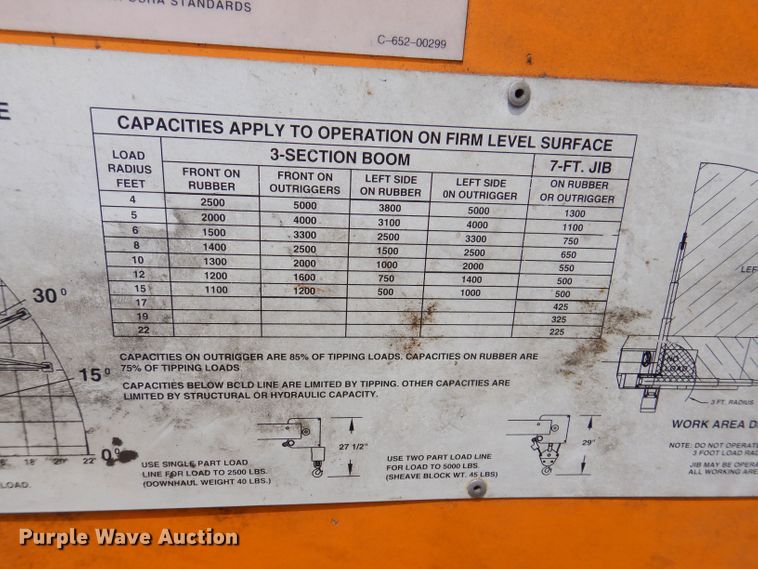 OSHA STANDARDS
C-652-00299
E
CAPACITIES APPLY TO OPERATION ON FIRM LEVEL SURFACE
LOAD RADIUS FEET 3-SECTION BOOM 7-FT. JIB
FRONT ON RUBBER FRONT ON OUTRIGGERS LEFT SIDE ON RUBBER LEFT SIDE 0N OUTRIGGER ON RUBBER OR OUTRIGGER
4 2500 5000 3800 5000 1300
5 2000 4000 3100 4000 1100
6 1500 3300 2500 3300 750
8 1400 2500 1500 2500 650
10 1300 2000 1000 2000 550
12 1200 1600 750 1400 500
15 1100 1200 500 1000 500
17 425
19 325
22 225
CAPACITIES ON OUTRIGGER ARE 85% OF TIPPING LOADS. CAPACITIES ON RUBBER ARE
75% OF TIPPING LOADS
CAPACITIES BELOW BCLD LINE ARE LIMITED BY TIPPING. OTHER CAPACITIES ARE
LIMITED BY STRUCTURAL OR HYDRAULIC CAPACITY.
30°
15°
0°
16' 18' 20' 22'
LOAD.
27 1/2"
USE SINGLE PART LOAD
LINE FOR LOAD TO 2500 LBS.
(DOWNHAUL WEIGHT 40 LBS.)
29"
USE TWO PART LOAD LINE
FOR LOAD TO 5000 LBS.
(SHEAVE BLOCK WT. 45 LBS)
LEF
CAB
3 FT. RADIUS
WORK AREA D
NOTE: DO NOT OPERATE
3 FOOT LOAD RAD
JIB MAY BE OPERA
ALL WORKING AREA
Purple Wave Auction